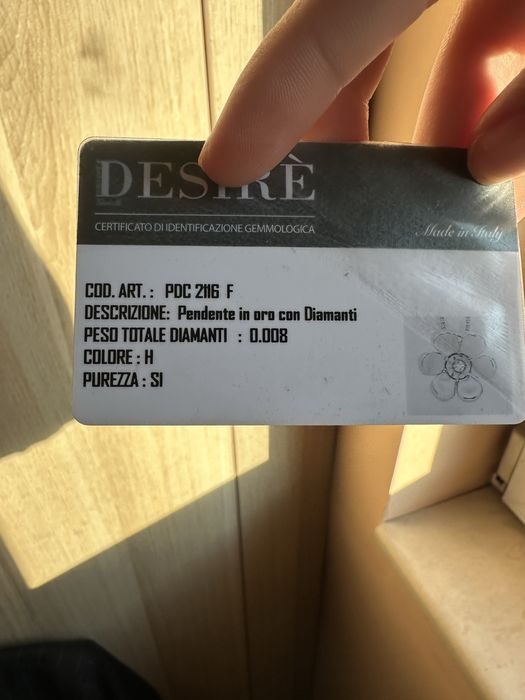 DESIRÈ
CERTIFICATO DI IDENTIFICAZIONE GEMMOLOGICA
Made in Italy
COD. ART. : PDC 2116 F
DESCRIZIONE: Pendente in oro con Diamanti
PESO TOTALE DIAMANTI : 0.008
COLORE : H
PUREZZA : SI